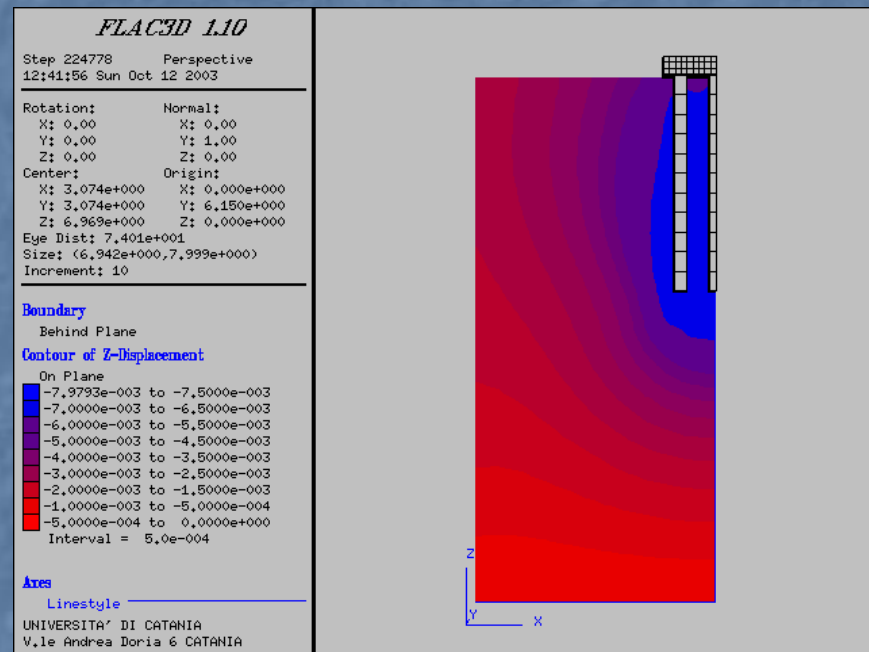 FLAC3D 1.10
Step 224778 Perspective
12:41:56 Sun Oct 12 2003
Rotation: Normal:
X: 0.00 X: 0.00
Y: 0.00 Y: 1.00
Z: 0.00 Z: 0.00
Center: Origin:
X: 3.074e+000 X: 0.000e+000
Y: 3.074e+000 Y: 6.150e+000
Z: 6.969e+000 Z: 0.000e+000
Eye Dist: 7.401e+001
Size: (6.942e+000,7.999e+000)
Increment: 10
Boundary
Behind Plane
Contour of Z-Displacement
On Plane
-7.9793e-003 to -7.5000e-003
-7.0000e-003 to -6.5000e-003
-6.0000e-003 to -5.5000e-003
-5.0000e-003 to -4.5000e-003
-4.0000e-003 to -3.5000e-003
-3.0000e-003 to -2.5000e-003
-2.0000e-003 to -1.5000e-003
-1.0000e-003 to -5.0000e-004
-5.0000e-004 to 0.0000e+000
Interval = 5.0e-004
Axes
Linestyle
UNIVERSITA' DI CATANIA
V.le Andrea Doria 6 CATANIA
Z
Y
X